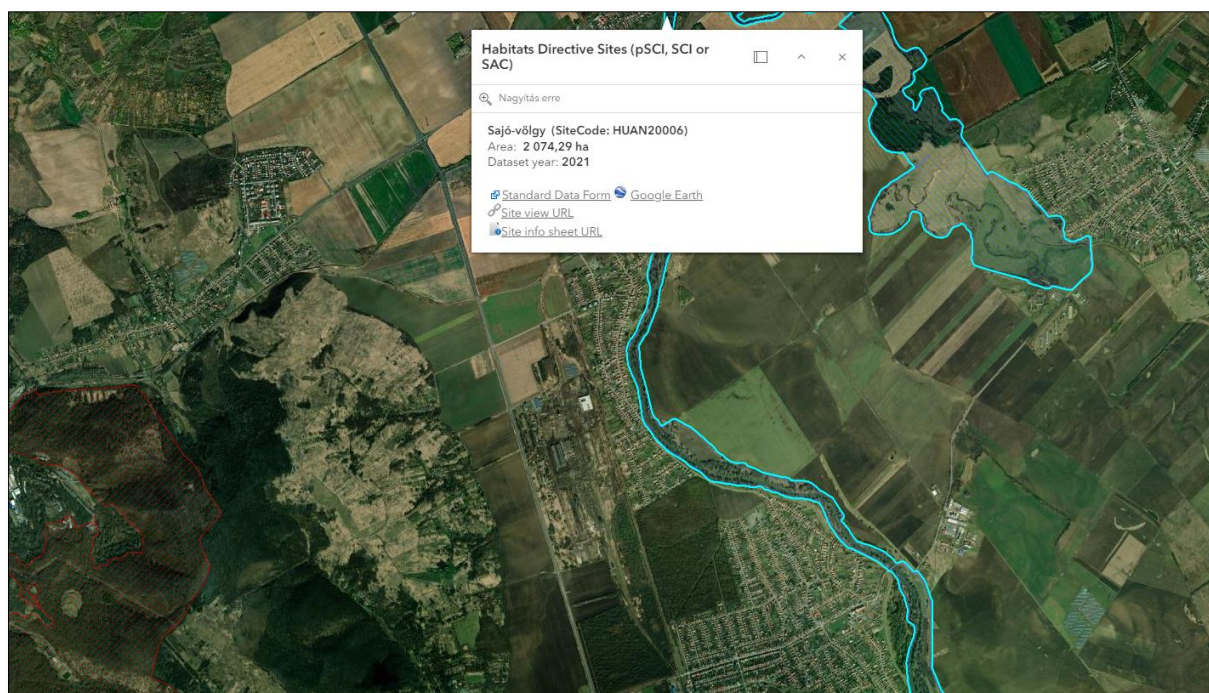 Habitats Directive Sites (pSCI, SCI or
SAC)
Nagyítás erre
Sajó-völgy (SiteCode: HUAN20006)
Area: 2 074,29 ha
Dataset year: 2021
Standard Data Form Google Earth
Site view URL
Site info sheet URL